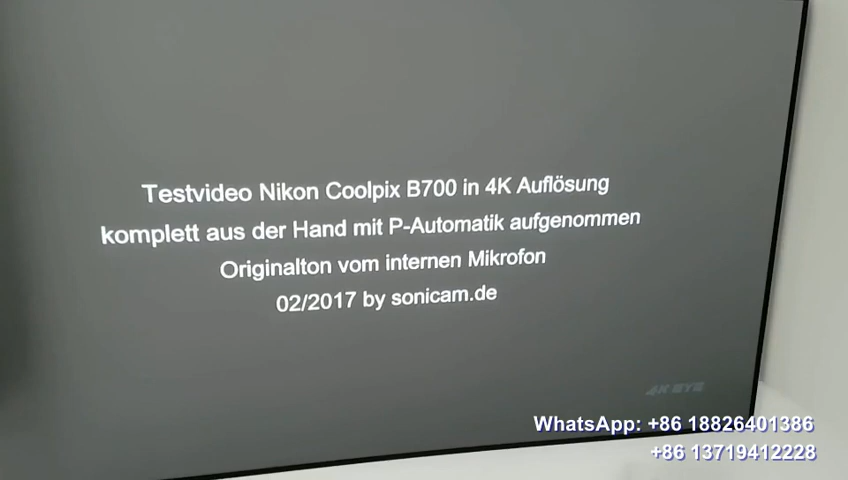 Testvideo Nikon Coolpix B700 in 4K Auflösung
komplett aus der Hand mit P-Automatik aufgenommen
Originalton vom internen Mikrofon
02/2017 by sonicam.de
4K-EYE
WhatsApp: +86 18826401386
+86 13719412228